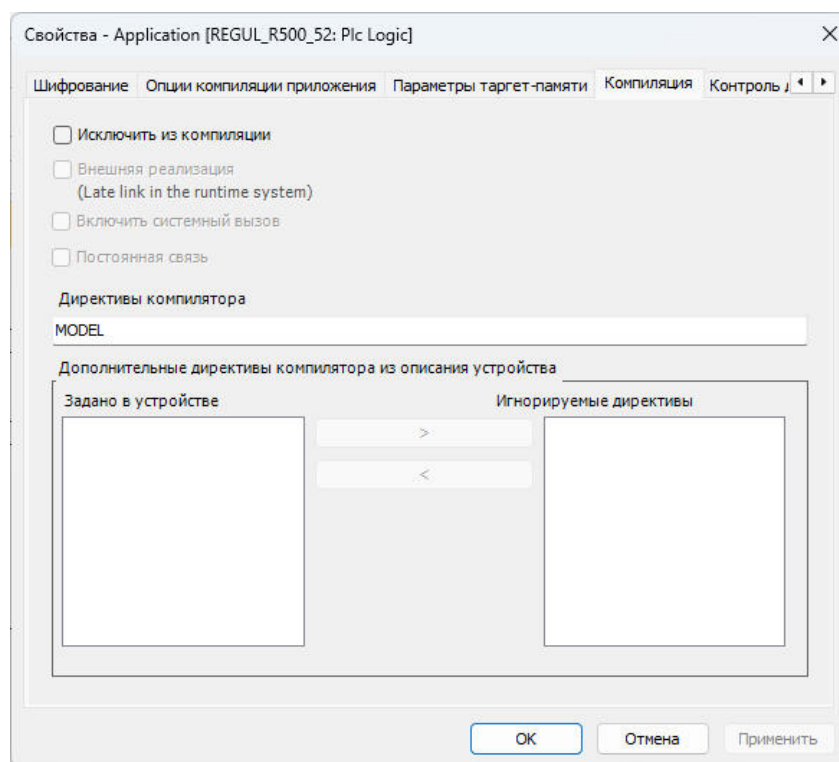 Свойства - Application [REGUL_R500_52: Plc Logic]
Шифрование Опции компиляции приложения Параметры таргет-памяти Компиляция Контроль
Исключить из компиляции
Внешняя реализация
(Late link in the runtime system)
Включить системный вызов
Постоянная связь
Директивы компилятора
MODEL
Дополнительные директивы компилятора из описания устройства
Задано в устройстве Игнорируемые директивы
>
<
OK Отмена Применить